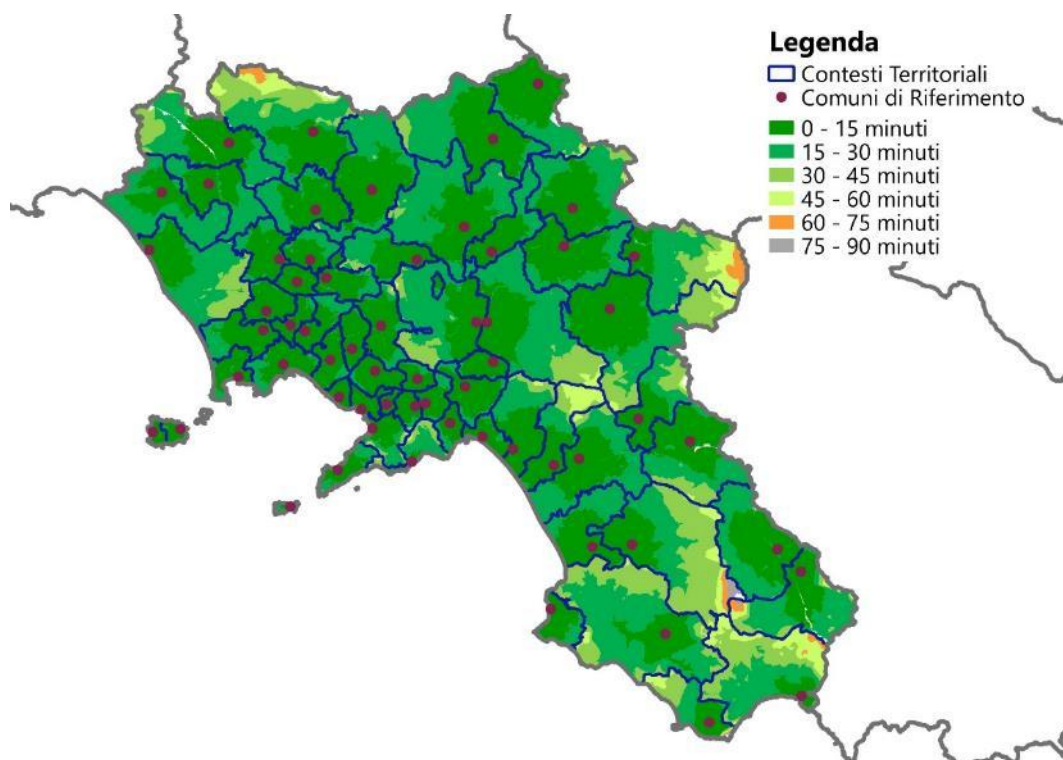 Legenda
Contesti Territoriali
Comuni di Riferimento
0 - 15 minuti
15 - 30 minuti
30 - 45 minuti
45 - 60 minuti
60 - 75 minuti
75 - 90 minuti